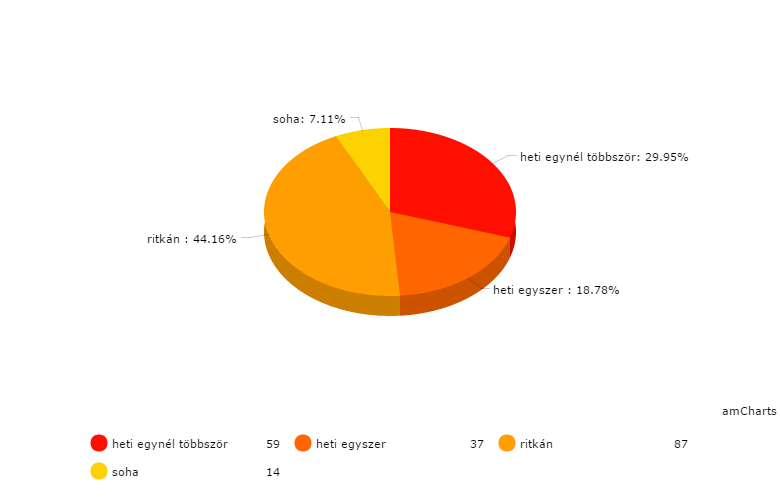 soha: 7.11%
heti egynél többször: 29.95%
ritkán : 44.16%
heti egyszer : 18.78%
amCharts
heti egynél többször 59 heti egyszer 37 ritkán 87
soha 14